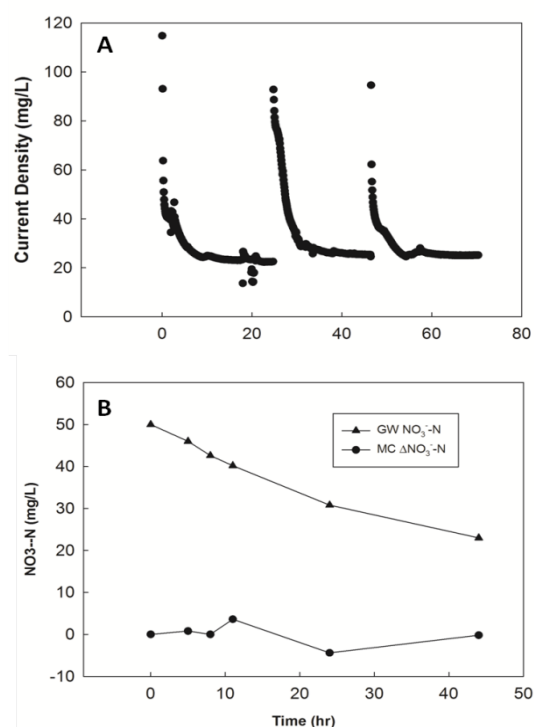 A
Current Density (mg/L)
120
100
80
60
40
20
0
0 20 40 60 80
B
NO3--N (mg/L)
60
50
40
30
20
10
0
-10
GW NO₃⁻-N
MC ΔNO₃⁻-N
0 10 20 30 40 50
Time (hr)